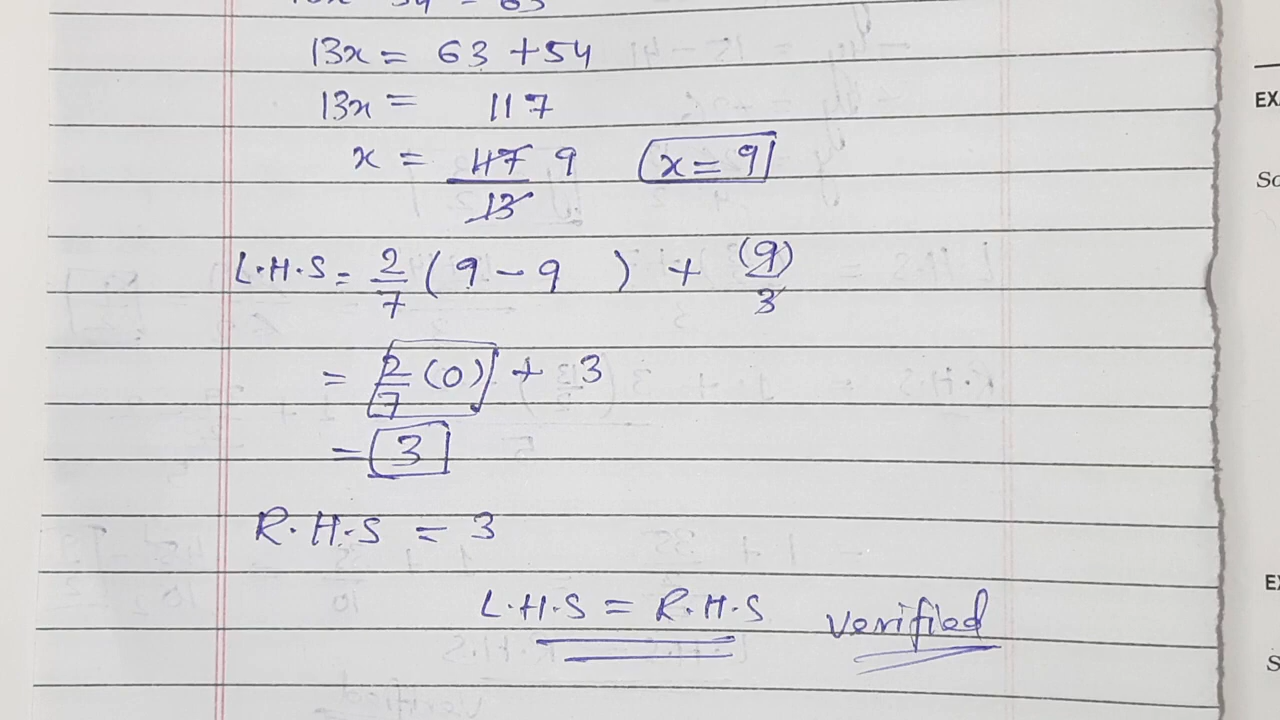 13x = 63 + 54
13x = 117
x = 117/13 9 (x = 9)
L.H.S = 2/7 ( 9 - 9 ) + (9)/3
= 2/7 (0) + 3
= 3
R.H.S = 3
L.H.S = R.H.S Verified